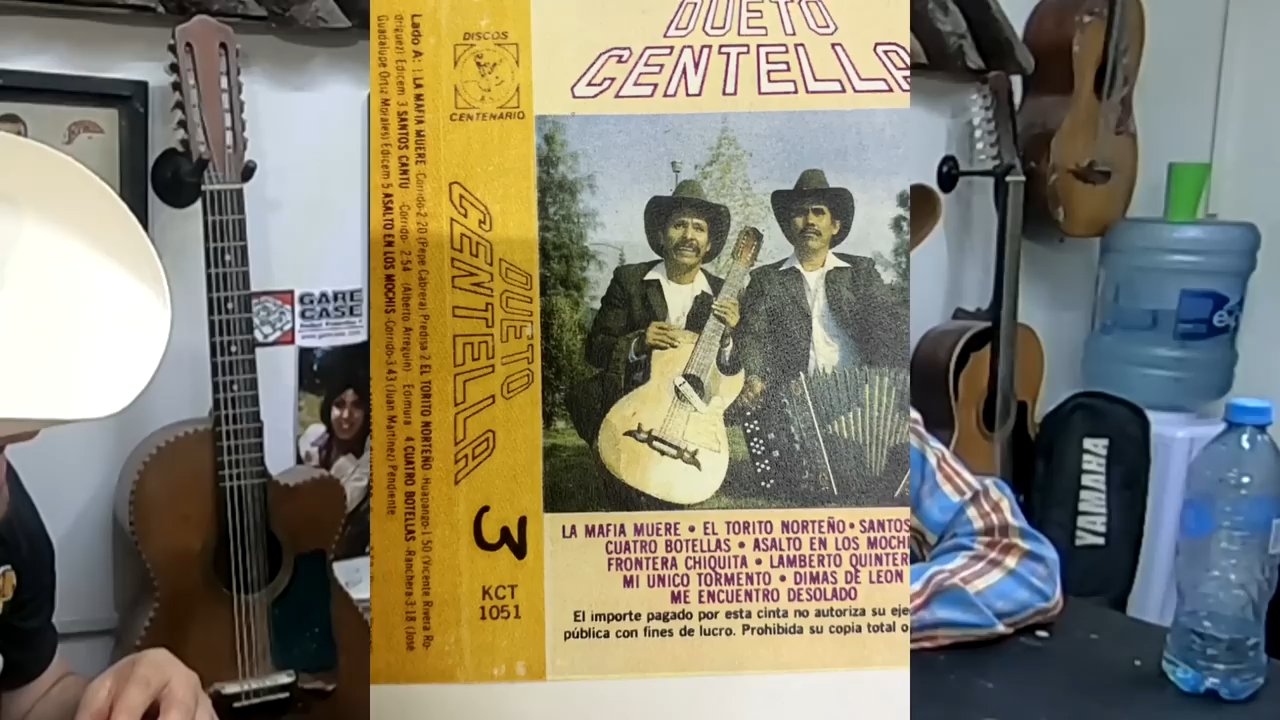 DUETO
CENTELLA
DISCOS
CENTENARIO
Lado A: : LA MAFIA MUERE -Corrido-2:20 (Pepe Cabrera) Predisa 2 EL TORITO NORTEÑO -Huapango-1:50 (Vicente Rivera Ro-
driguez) Edicem 3 SANTOS CANTU -Corrido- 2:54 (Alberto Arreguin) - Edimura 4 CUATRO BOTELLAS -Ranchera-3:18 (José
Guadalupe Ortiz Morales) Edicem 5 ASALTO EN LOS MOCHIS -Corrido-3:43 (Juan Martinez) Pendiente
DUETO
CENTELLA
3
KCT
1051
LA MAFIA MUERE • EL TORITO NORTEÑO • SANTOS
CUATRO BOTELLAS • ASALTO EN LOS MOCHI
FRONTERA CHIQUITA • LAMBERTO QUINTER
MI UNICO TORMENTO • DIMAS DE LEON
ME ENCUENTRO DESOLADO
El importe pagado por esta cinta no autoriza su eje
pública con fines de lucro. Prohibida su copia total o
GARE
CASE
YAMAHA